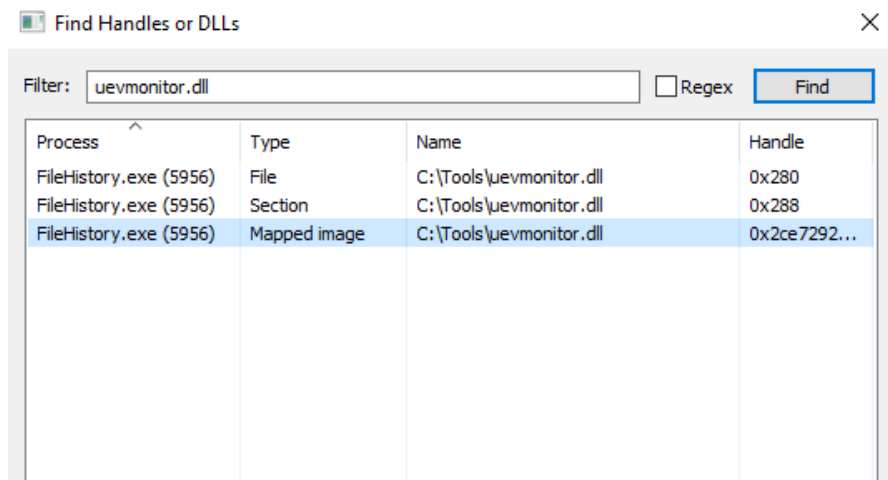 Find Handles or DLLs
Filter: uevmonitor.dll Regex Find
Process Type Name Handle
FileHistory.exe (5956) File C:\Tools\uevmonitor.dll 0x280
FileHistory.exe (5956) Section C:\Tools\uevmonitor.dll 0x288
FileHistory.exe (5956) Mapped image C:\Tools\uevmonitor.dll 0x2ce7292...